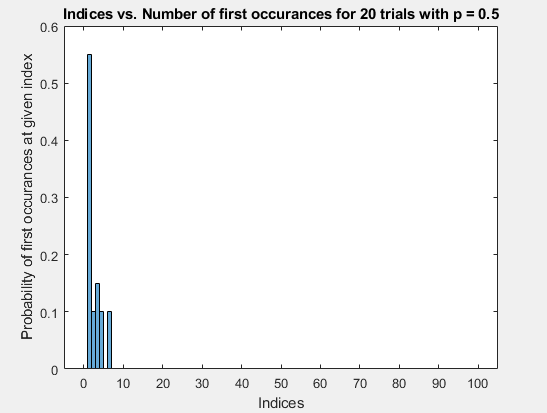 Indices vs. Number of first occurances for 20 trials with p = 0.5
Probability of first occurances at given index
0.6
0.5
0.4
0.3
0.2
0.1
0
0 10 20 30 40 50 60 70 80 90 100
Indices